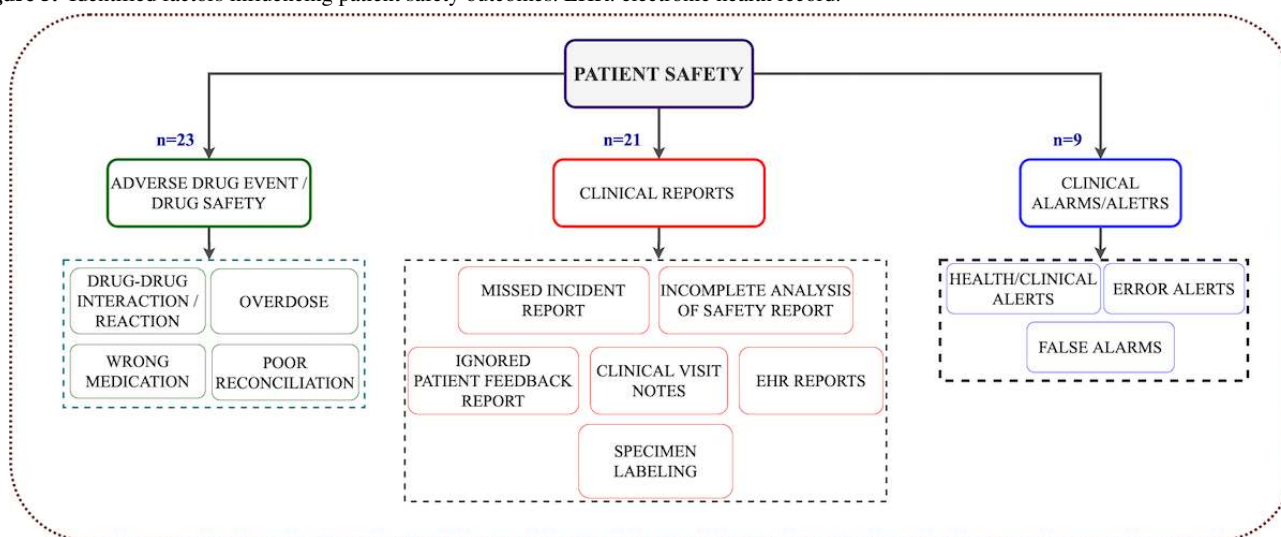 Identified factors influencing patient safety outcomes. EHR: electronic health record.
PATIENT SAFETY
n=23
n=21
n=9
ADVERSE DRUG EVENT /
DRUG SAFETY
CLINICAL REPORTS
CLINICAL
ALARMS/ALETRS
DRUG-DRUG
INTERACTION /
REACTION
OVERDOSE
WRONG
MEDICATION
POOR
RECONCILIATION
MISSED INCIDENT
REPORT
INCOMPLETE ANALYSIS
OF SAFETY REPORT
IGNORED
PATIENT FEEDBACK
REPORT
CLINICAL VISIT
NOTES
EHR REPORTS
SPECIMEN
LABELING
HEALTH/CLINICAL
ALERTS
ERROR ALERTS
FALSE ALARMS